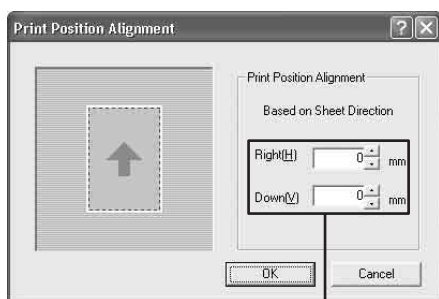 Print Position Alignment
Print Position Alignment
Based on Sheet Direction
Right(H) 0 mm
Down(V) 0 mm
OK Cancel